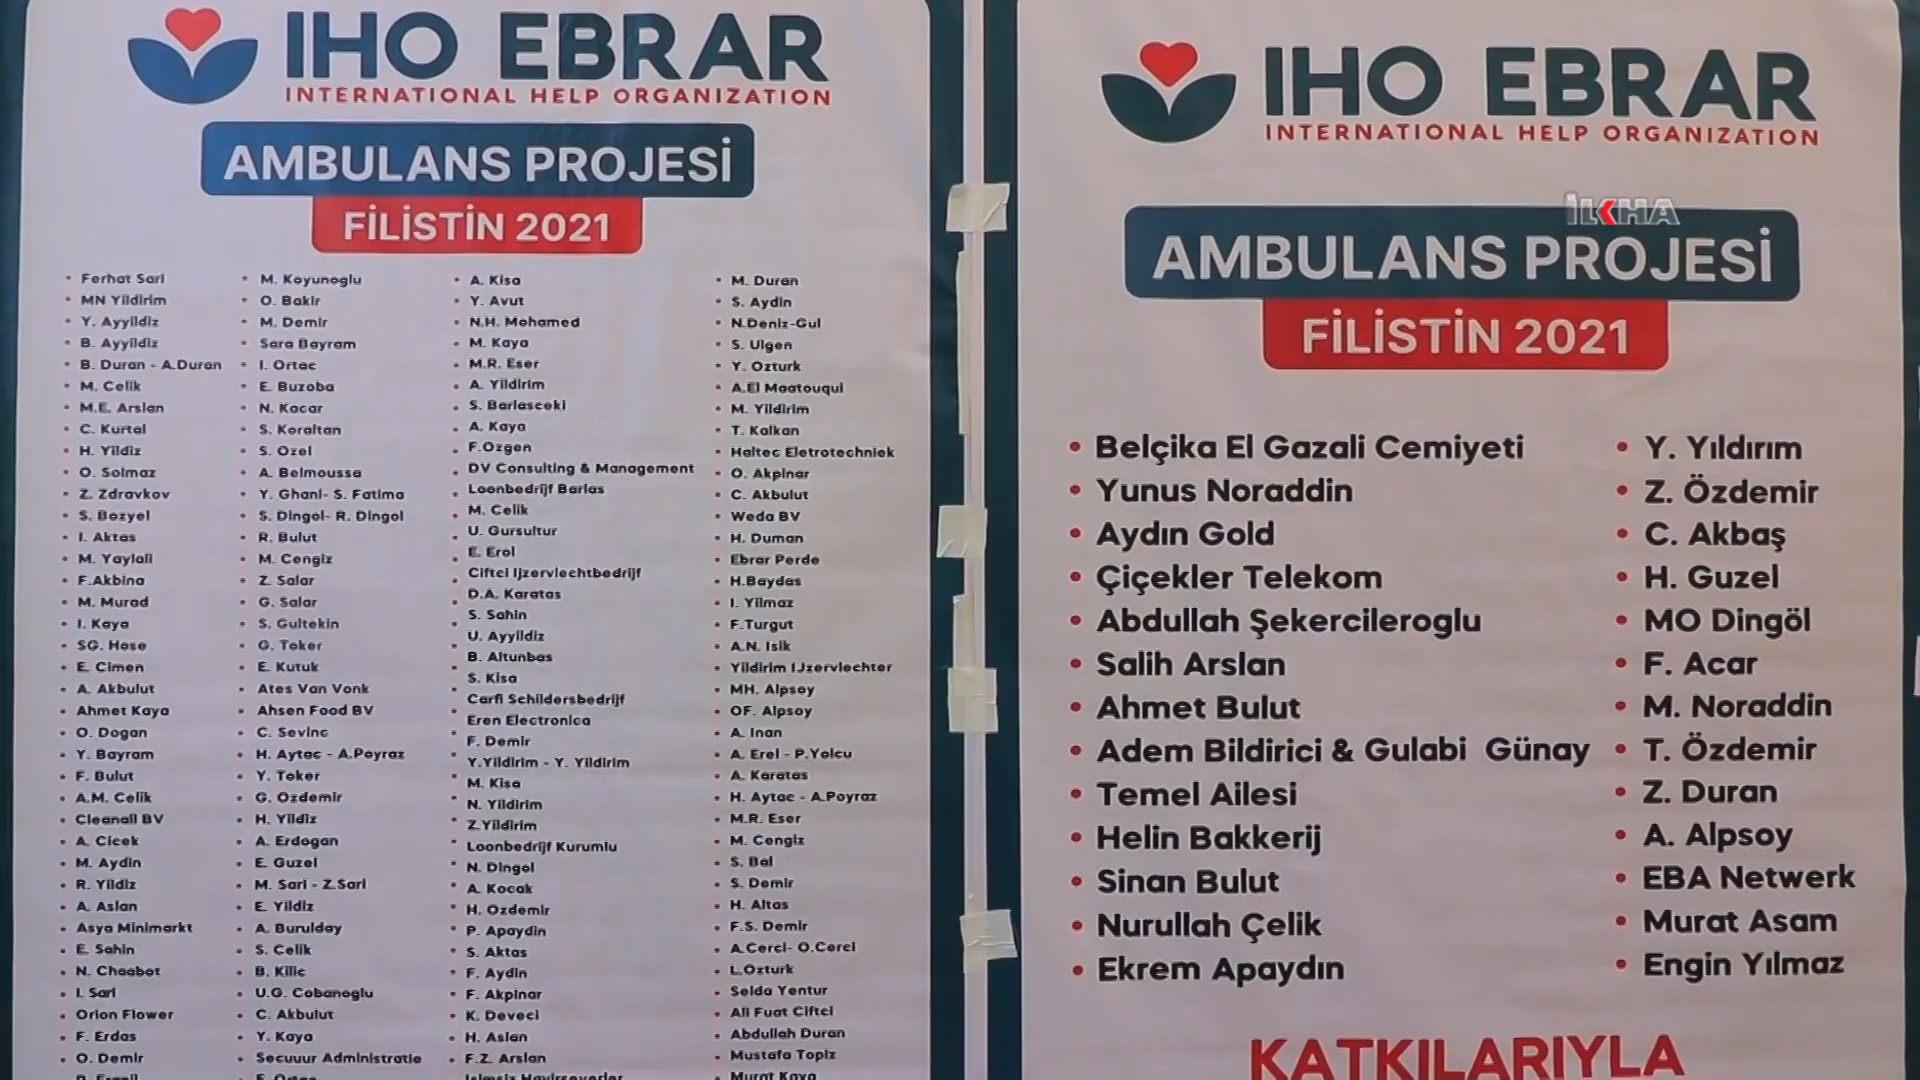 IHO EBRAR
INTERNATIONAL HELP ORGANIZATION
AMBULANS PROJESİ
FİLİSTİN 2021
Ferhat Sari
MN Yildirim
Y. Ayyildiz
B. Ayyildiz
B. Duran - A.Duran
M. Celik
M.E. Arslan
C. Kurtal
H. Yildiz
O. Solmaz
Z. Zdravkov
S. Bozyel
I. Aktas
M. Yaylali
F.Akbina
M. Murad
I. Kaya
SG. Hose
E. Cimen
A. Akbulut
Ahmet Kaya
O. Dogan
Y. Bayram
F. Bulut
A.M. Celik
Cleanall BV
A. Cicek
M. Aydin
R. Yildiz
A. Aslan
Asya Minimarkt
E. Sahin
N. Chaabot
I. Sari
Orion Flower
F. Erdas
O. Demir
M. Koyunoglu
O. Bakir
M. Demir
Sara Bayram
I. Ortac
E. Buzoba
N. Kacar
S. Koraltan
S. Ozel
A. Belmoussa
Y. Ghani- S. Fatima
S. Dingol- R. Dingol
R. Bulut
M. Cengiz
Z. Salar
G. Salar
S. Gultekin
G. Toker
E. Kutuk
Ates Van Vonk
Ahsen Food BV
C. Sevinc
H. Aytac - A.Poyraz
Y. Toker
G. Ozdemir
H. Yildiz
A. Erdogan
E. Guzel
M. Sari - Z.Sari
E. Yildiz
A. Burulday
S. Celik
B. Kilic
U.G. Cobanoglu
C. Akbulut
Y. Kaya
Secuuur Administratie
A. Kisa
Y. Avut
N.H. Mohamed
M. Kaya
M.R. Eser
A. Yildirim
S. Barlascoki
A. Kaya
F.Ozgen
DV Consulting & Management
Loonbedrijf Barlas
M. Celik
U. Gursultur
E. Erol
Ciftci Ijzervlechtbedrijf
D.A. Karatas
S. Sahin
U. Ayyildiz
B. Altunbas
S. Kisa
Carfi Schildersbedrijf
Eren Electronica
F. Demir
Y.Yildirim - Y. Yildirim
M. Kisa
N. Yildirim
Z.Yildirim
Loonbedrijf Kurumlu
N. Dingol
A. Kocak
H. Ozdemir
P. Apaydin
S. Aktas
F. Aydin
F. Akpinar
K. Deveci
H. Aslan
F.Z. Arslan
Isimsiz Hayirseverler
M. Duran
S. Aydin
N.Deniz-Gul
S. Ulgen
Y. Ozturk
A.El Maatouqui
M. Yildirim
T. Kalkan
Haltec Eletrotechniek
O. Akpinar
C. Akbulut
Weda BV
H. Duman
Ebrar Perde
H.Baydas
I. Yilmaz
F.Turgut
A.N. Isik
Yildirim IJzervlechter
MH. Alpsoy
OF. Alpsoy
A. Inan
A. Erel - P.Yolcu
A. Karatas
H. Aytac - A.Poyraz
M.R. Eser
M. Cengiz
S. Bal
S. Demir
H. Altas
F.S. Demir
A.Cerci- O.Cerci
L.Ozturk
Selda Yentur
Ali Fuat Ciftci
Abdullah Duran
Mustafa Topiz
Murat Kaya
IHO EBRAR
INTERNATIONAL HELP ORGANIZATION
İLKHA
AMBULANS PROJESİ
FİLİSTİN 2021
Belçika El Gazali Cemiyeti
Yunus Noraddin
Aydın Gold
Çiçekler Telekom
Abdullah Şekercileroglu
Salih Arslan
Ahmet Bulut
Adem Bildirici & Gulabi Günay
Temel Ailesi
Helin Bakkerij
Sinan Bulut
Nurullah Çelik
Ekrem Apaydın
Y. Yıldırım
Z. Özdemir
C. Akbaş
H. Guzel
MO Dingöl
F. Acar
M. Noraddin
T. Özdemir
Z. Duran
A. Alpsoy
EBA Netwerk
Murat Asam
Engin Yılmaz
KATKILARIYLA